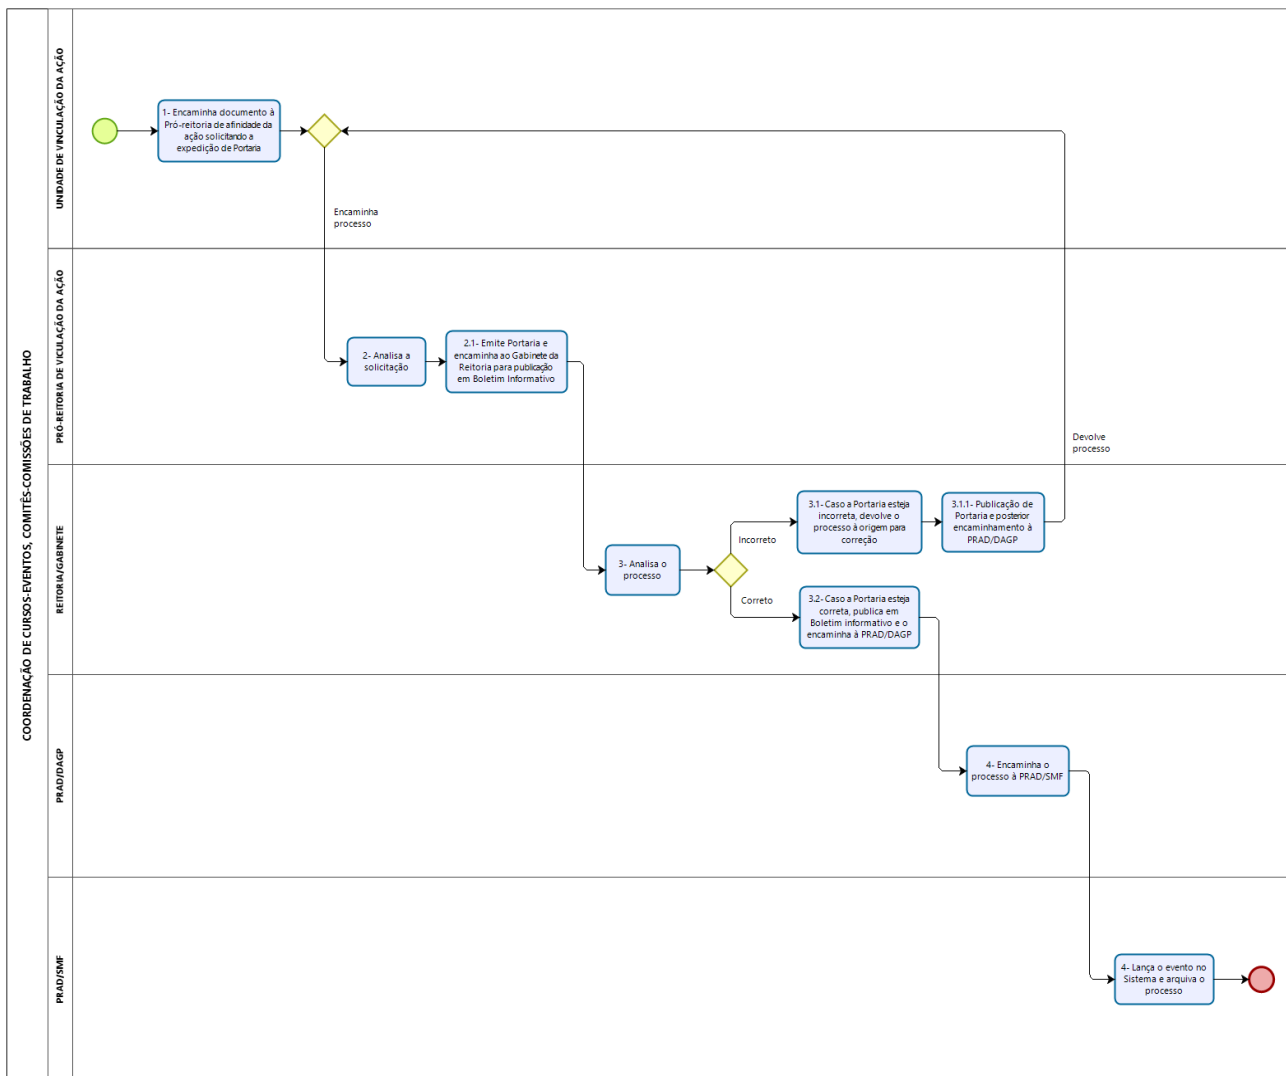 COORDENAÇÃO DE CURSOS-EVENTOS, COMITÊS-COMISSÕES DE TRABALHO
UNIDADE DE VINCULAÇÃO DA AÇÃO
1- Encaminha documento à
Pró-reitoria de afinidade da
ação solicitando a
expedição de Portaria
Encaminha
processo
PRÓ-REITORIA DE VICULAÇÃO DA AÇÃO
2- Analisa a
solicitação
2.1- Emite Portaria e
encaminha ao Gabinete da
Reitoria para publicação
em Boletim Informativo
Devolve
processo
REITORIA/GABINETE
3- Analisa o
processo
Incorreto
Correto
3.1- Caso a Portaria esteja
incorreta, devolve o
processo à origem para
correção
3.1.1- Publicação de
Portaria e posterior
encaminhamento à
PRAD/DAGP
3.2- Caso a Portaria esteja
correta, publica em
Boletim informativo e o
encaminha à PRAD/DAGP
PRAD/DAGP
4- Encaminha o
processo à PRAD/SMF
PRAD/SMF
4- Lança o evento no
Sistema e arquiva o
processo